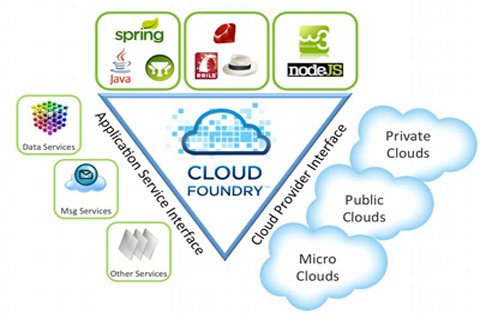 spring
Java
RAILS
w3
nodeJS
Data Services
Msg Services
Other Services
Application Service Interface
CLOUD
FOUNDRY™
Cloud Provider Interface
Private
Clouds
Public
Clouds
Micro
Clouds